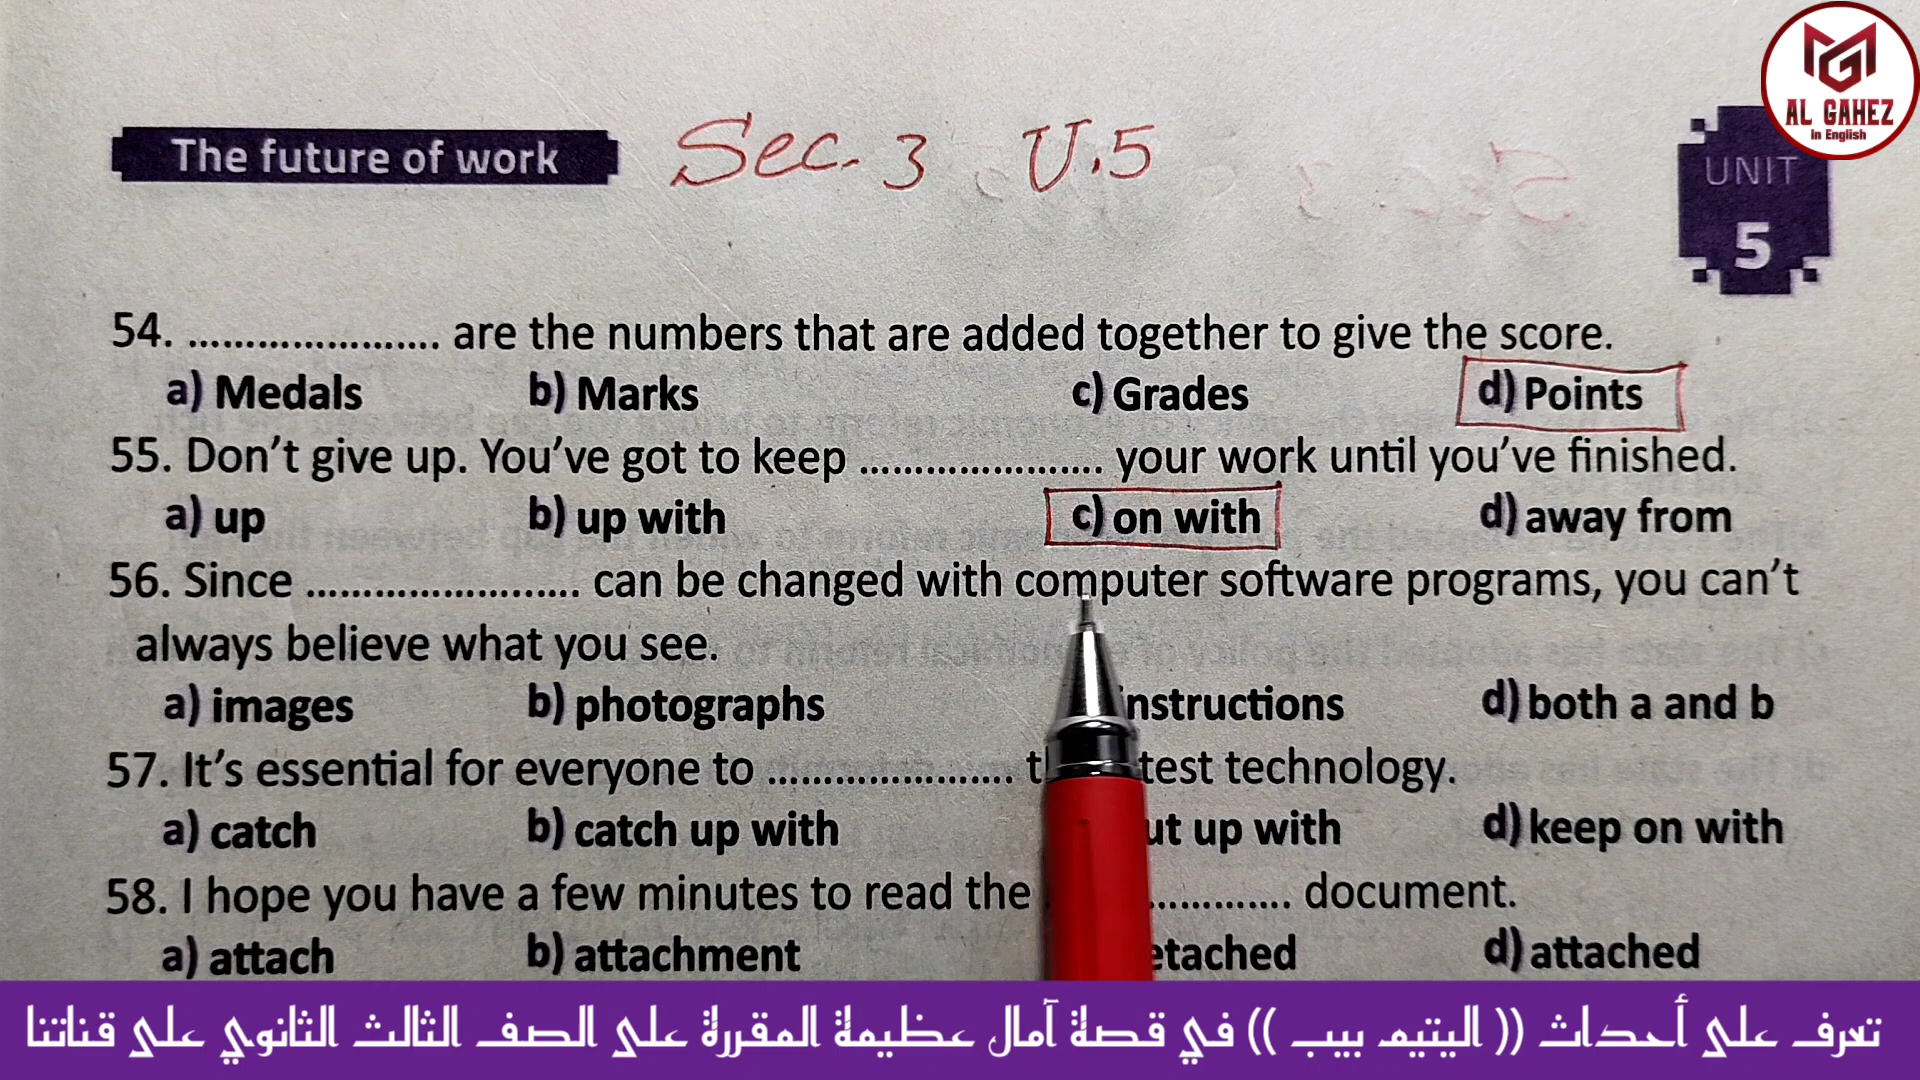 AL GAHEZ
in English
The future of work Sec. 3 U.5
UNIT
5
54. ...................... are the numbers that are added together to give the score.
a) Medals b) Marks c) Grades d) Points
55. Don't give up. You've got to keep ...................... your work until you've finished.
a) up b) up with c) on with d) away from
56. Since ......................... can be changed with computer software programs, you can't
always believe what you see.
a) images b) photographs instructions d) both a and b
57. It's essential for everyone to ...................... technology.
a) catch b) catch up with up with d) keep on with
58. I hope you have a few minutes to read the ............. document.
a) attach b) attachment d) attached
تعرف على أحداث (( اليتيم بيب )) في قصة آمال عظيمة المقررة على الصف الثالث الثانوي على قناتنا